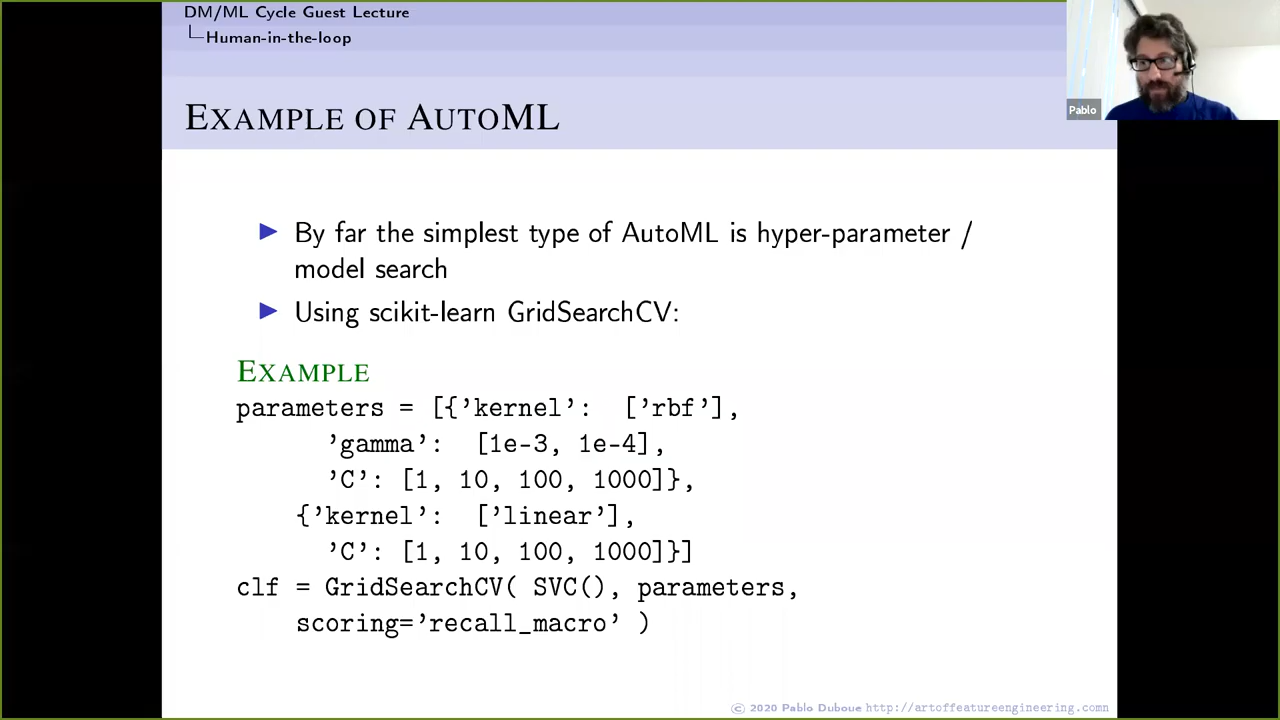 DM/ML Cycle Guest Lecture
Human-in-the-loop
EXAMPLE OF AUTOML
Pablo
▶ By far the simplest type of AutoML is hyper-parameter /
model search
▶ Using scikit-learn GridSearchCV:
EXAMPLE
parameters = [{'kernel': ['rbf'],
'gamma': [1e-3, 1e-4],
'C': [1, 10, 100, 1000]},
{'kernel': ['linear'],
'C': [1, 10, 100, 1000]}]
clf = GridSearchCV( SVC(), parameters,
scoring='recall_macro' )
© 2020 Pablo Duboue http://artoffeatureengineering.comn